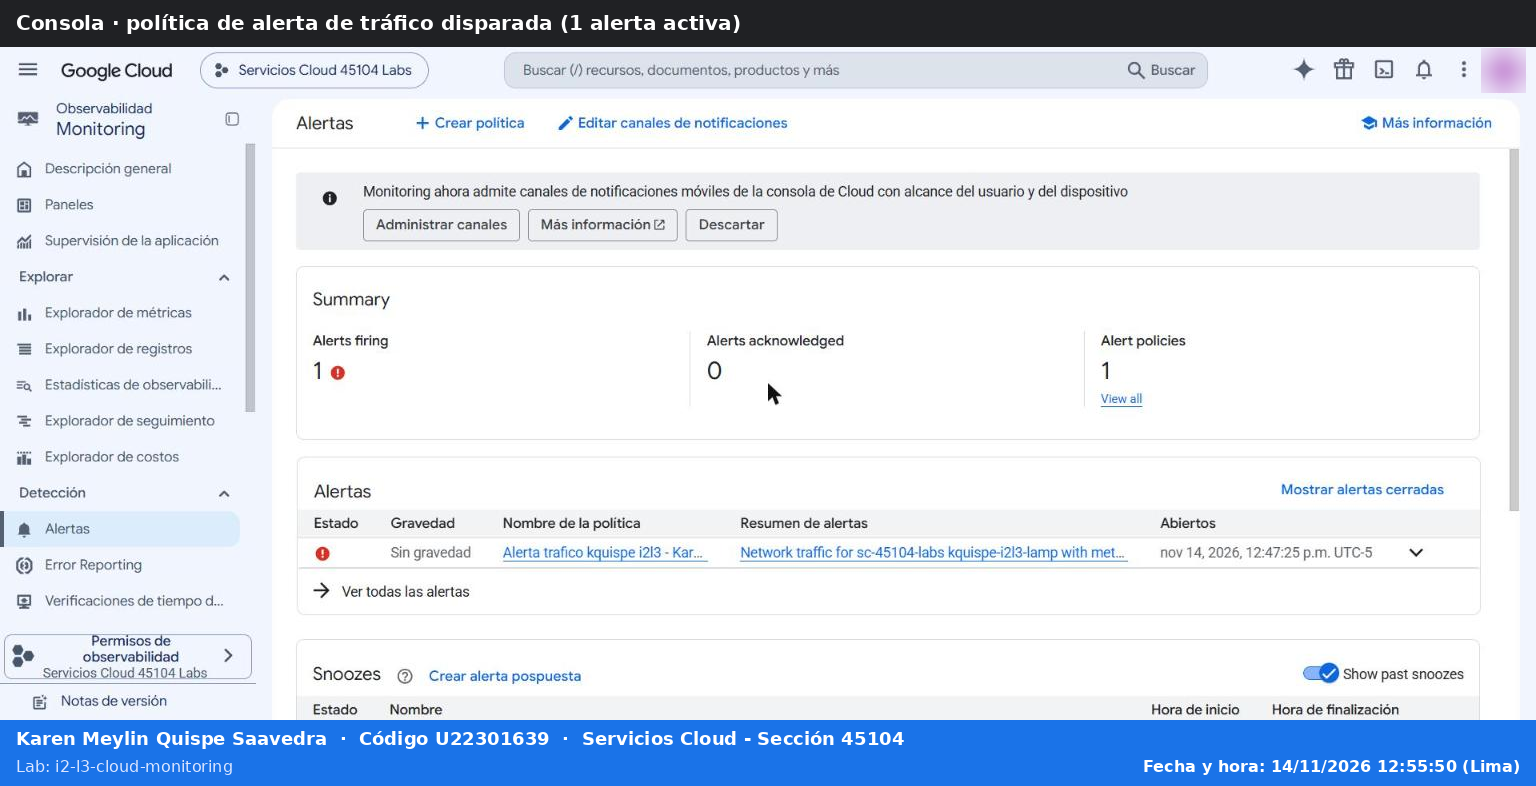 Consola · política de alerta de tráfico disparada (1 alerta activa)
Google Cloud
Servicios Cloud 45104 Labs
Buscar (/) recursos, documentos, productos y más
Buscar
Observabilidad
Monitoring
Descripción general
Paneles
Supervisión de la aplicación
Explorar
Explorador de métricas
Explorador de registros
Estadísticas de observabili...
Explorador de seguimiento
Explorador de costos
Detección
Alertas
Error Reporting
Verificaciones de tiempo d...
Permisos de
observabilidad
Servicios Cloud 45104 Labs
Notas de versión
Alertas
Crear política
Editar canales de notificaciones
Más información
Monitoring ahora admite canales de notificaciones móviles de la consola de Cloud con alcance del usuario y del dispositivo
Administrar canales
Más información
Descartar
Summary
Alerts firing
1
Alerts acknowledged
0
Alert policies
1
View all
Alertas
Mostrar alertas cerradas
Estado Gravedad Nombre de la política Resumen de alertas Abiertos
Sin gravedad Alerta trafico kquispe i2l3 - Kar... Network traffic for sc-45104-labs kquispe-i2l3-lamp with met... nov 14, 2026, 12:47:25 p.m. UTC-5
Ver todas las alertas
Snoozes
Crear alerta pospuesta
Show past snoozes
Estado Nombre Hora de inicio Hora de finalización
Karen Meylin Quispe Saavedra · Código U22301639 · Servicios Cloud - Sección 45104
Lab: i2-l3-cloud-monitoring
Fecha y hora: 14/11/2026 12:55:50 (Lima)